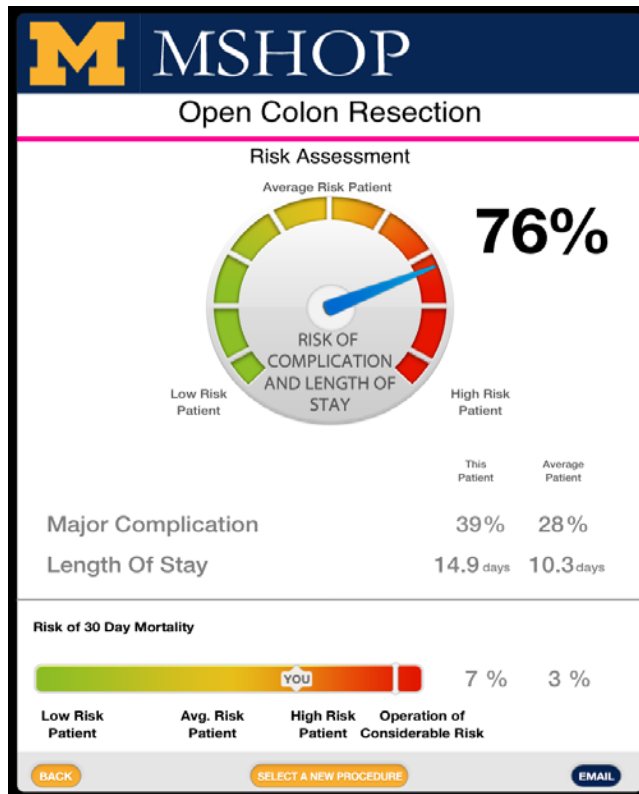 M MSHOP
Open Colon Resection
Risk Assessment
Average Risk Patient
76%
RISK OF
COMPLICATION
AND LENGTH OF
STAY
Low Risk
Patient
High Risk
Patient
This
Patient
Average
Patient
Major Complication 39% 28%
Length Of Stay 14.9 days 10.3 days
Risk of 30 Day Mortality
YOU
7 % 3 %
Low Risk
Patient
Avg. Risk
Patient
High Risk
Patient
Operation of
Considerable Risk
BACK
SELECT A NEW PROCEDURE
EMAIL